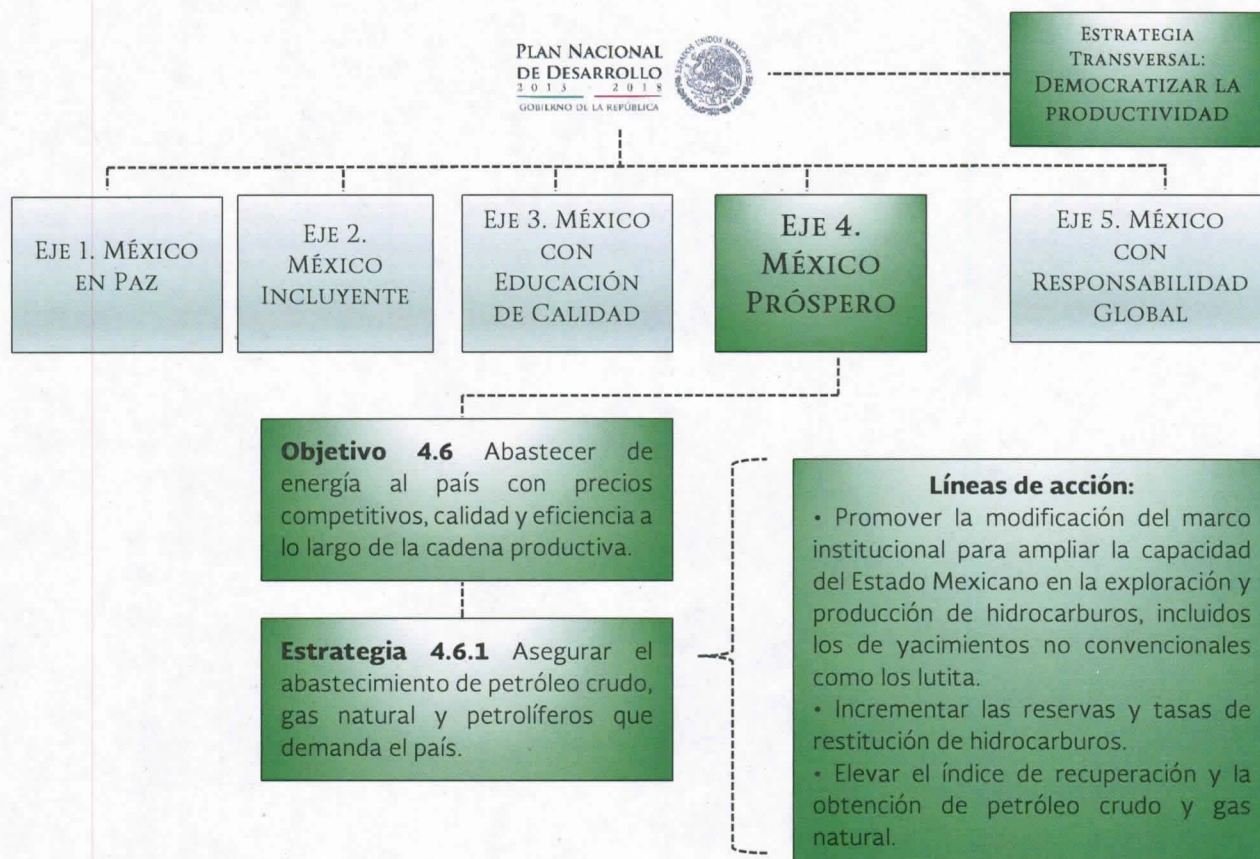 PLAN NACIONAL
DE DESARROLLO
2013 - 2018
GOBIERNO DE LA REPÚBLICA
ESTADOS UNIDOS MEXICANOS
ESTRATEGIA
TRANSVERSAL:
DEMOCRATIZAR LA
PRODUCTIVIDAD
EJE 1. MÉXICO
EN PAZ
EJE 2.
MÉXICO
INCLUYENTE
EJE 3. MÉXICO
CON
EDUCACIÓN
DE CALIDAD
EJE 4.
MÉXICO
PRÓSPERO
EJE 5. MÉXICO
CON
RESPONSABILIDAD
GLOBAL
Objetivo 4.6 Abastecer de
energía al país con precios
competitivos, calidad y eficiencia a
lo largo de la cadena productiva.
Estrategia 4.6.1 Asegurar el
abastecimiento de petróleo crudo,
gas natural y petrolíferos que
demanda el país.
Líneas de acción:
• Promover la modificación del marco
institucional para ampliar la capacidad
del Estado Mexicano en la exploración y
producción de hidrocarburos, incluidos
los de yacimientos no convencionales
como los lutita.
• Incrementar las reservas y tasas de
restitución de hidrocarburos.
• Elevar el índice de recuperación y la
obtención de petróleo crudo y gas
natural.